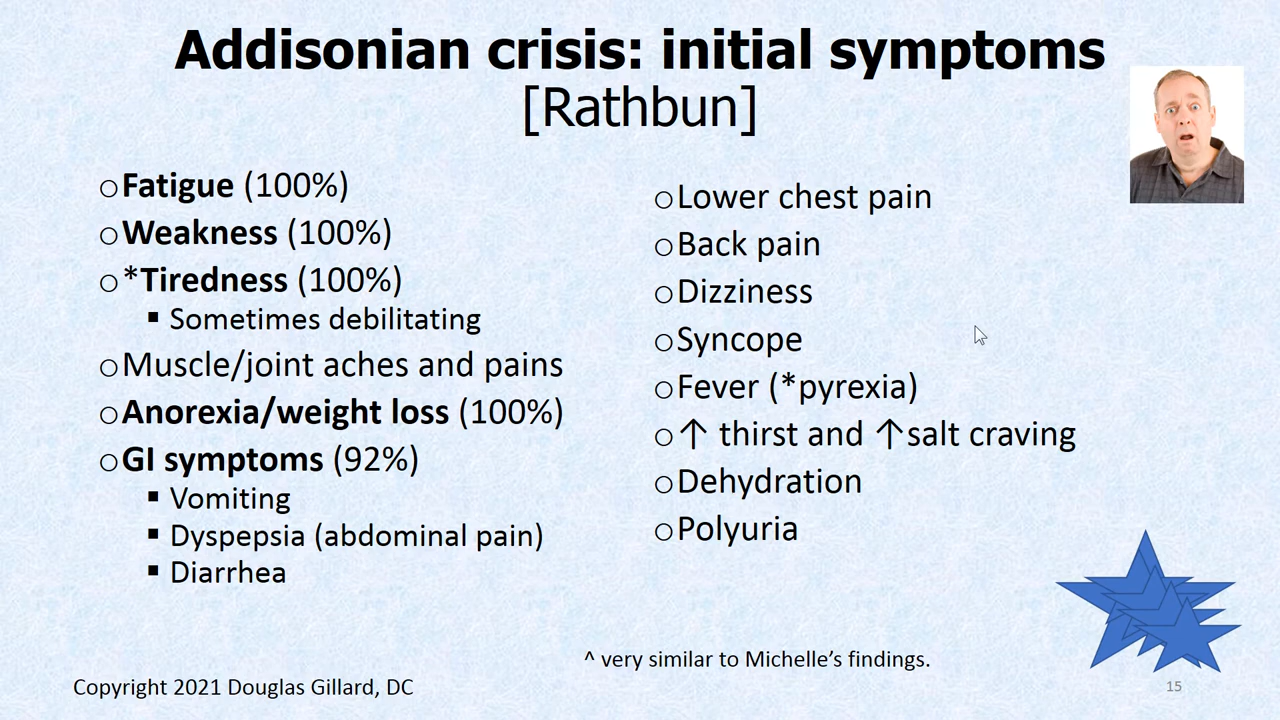 Addisonian crisis: initial symptoms
[Rathbun]
○Fatigue (100%)
○Weakness (100%)
○*Tiredness (100%)
▪ Sometimes debilitating
○Muscle/joint aches and pains
○Anorexia/weight loss (100%)
○GI symptoms (92%)
▪ Vomiting
▪ Dyspepsia (abdominal pain)
▪ Diarrhea
○Lower chest pain
○Back pain
○Dizziness
○Syncope
○Fever (*pyrexia)
○↑ thirst and ↑salt craving
○Dehydration
○Polyuria
^ very similar to Michelle’s findings.
Copyright 2021 Douglas Gillard, DC
15